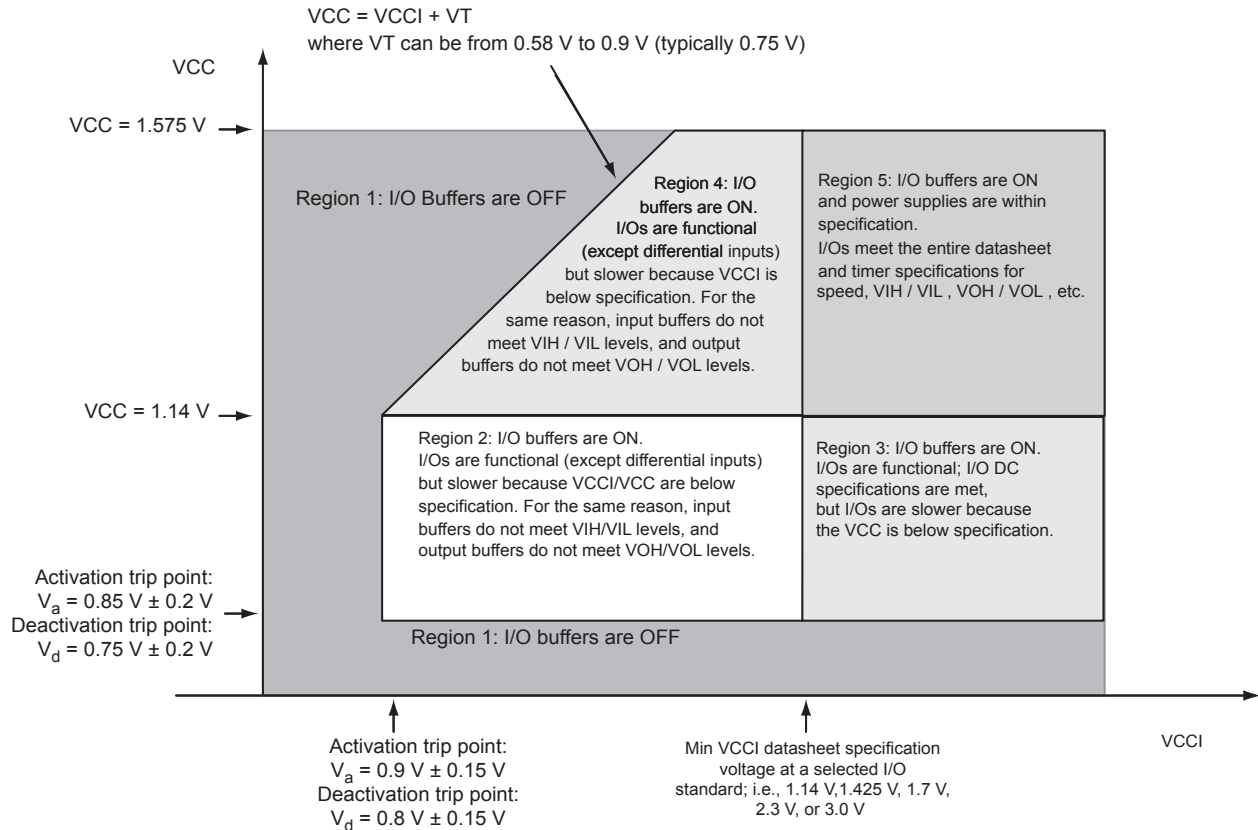 VCC = VCCI + VT
where VT can be from 0.58 V to 0.9 V (typically 0.75 V)
VCC
VCC = 1.575 V
Region 1: I/O Buffers are OFF
Region 4: I/O
buffers are ON.
I/Os are functional
(except differential inputs)
but slower because VCCI is
below specification. For the
same reason, input buffers do not
meet VIH / VIL levels, and output
buffers do not meet VOH / VOL levels.
Region 5: I/O buffers are ON
and power supplies are within
specification.
I/Os meet the entire datasheet
and timer specifications for
speed, VIH / VIL , VOH / VOL , etc.
VCC = 1.14 V
Region 2: I/O buffers are ON.
I/Os are functional (except differential inputs)
but slower because VCCI/VCC are below
specification. For the same reason, input
buffers do not meet VIH/VIL levels, and
output buffers do not meet VOH/VOL levels.
Region 3: I/O buffers are ON.
I/Os are functional; I/O DC
specifications are met,
but I/Os are slower because
the VCC is below specification.
Activation trip point:
Va = 0.85 V ± 0.2 V
Deactivation trip point:
Vd = 0.75 V ± 0.2 V
Region 1: I/O buffers are OFF
Activation trip point:
Va = 0.9 V ± 0.15 V
Deactivation trip point:
Vd = 0.8 V ± 0.15 V
Min VCCI datasheet specification
voltage at a selected I/O
standard; i.e., 1.14 V,1.425 V, 1.7 V,
2.3 V, or 3.0 V
VCCI